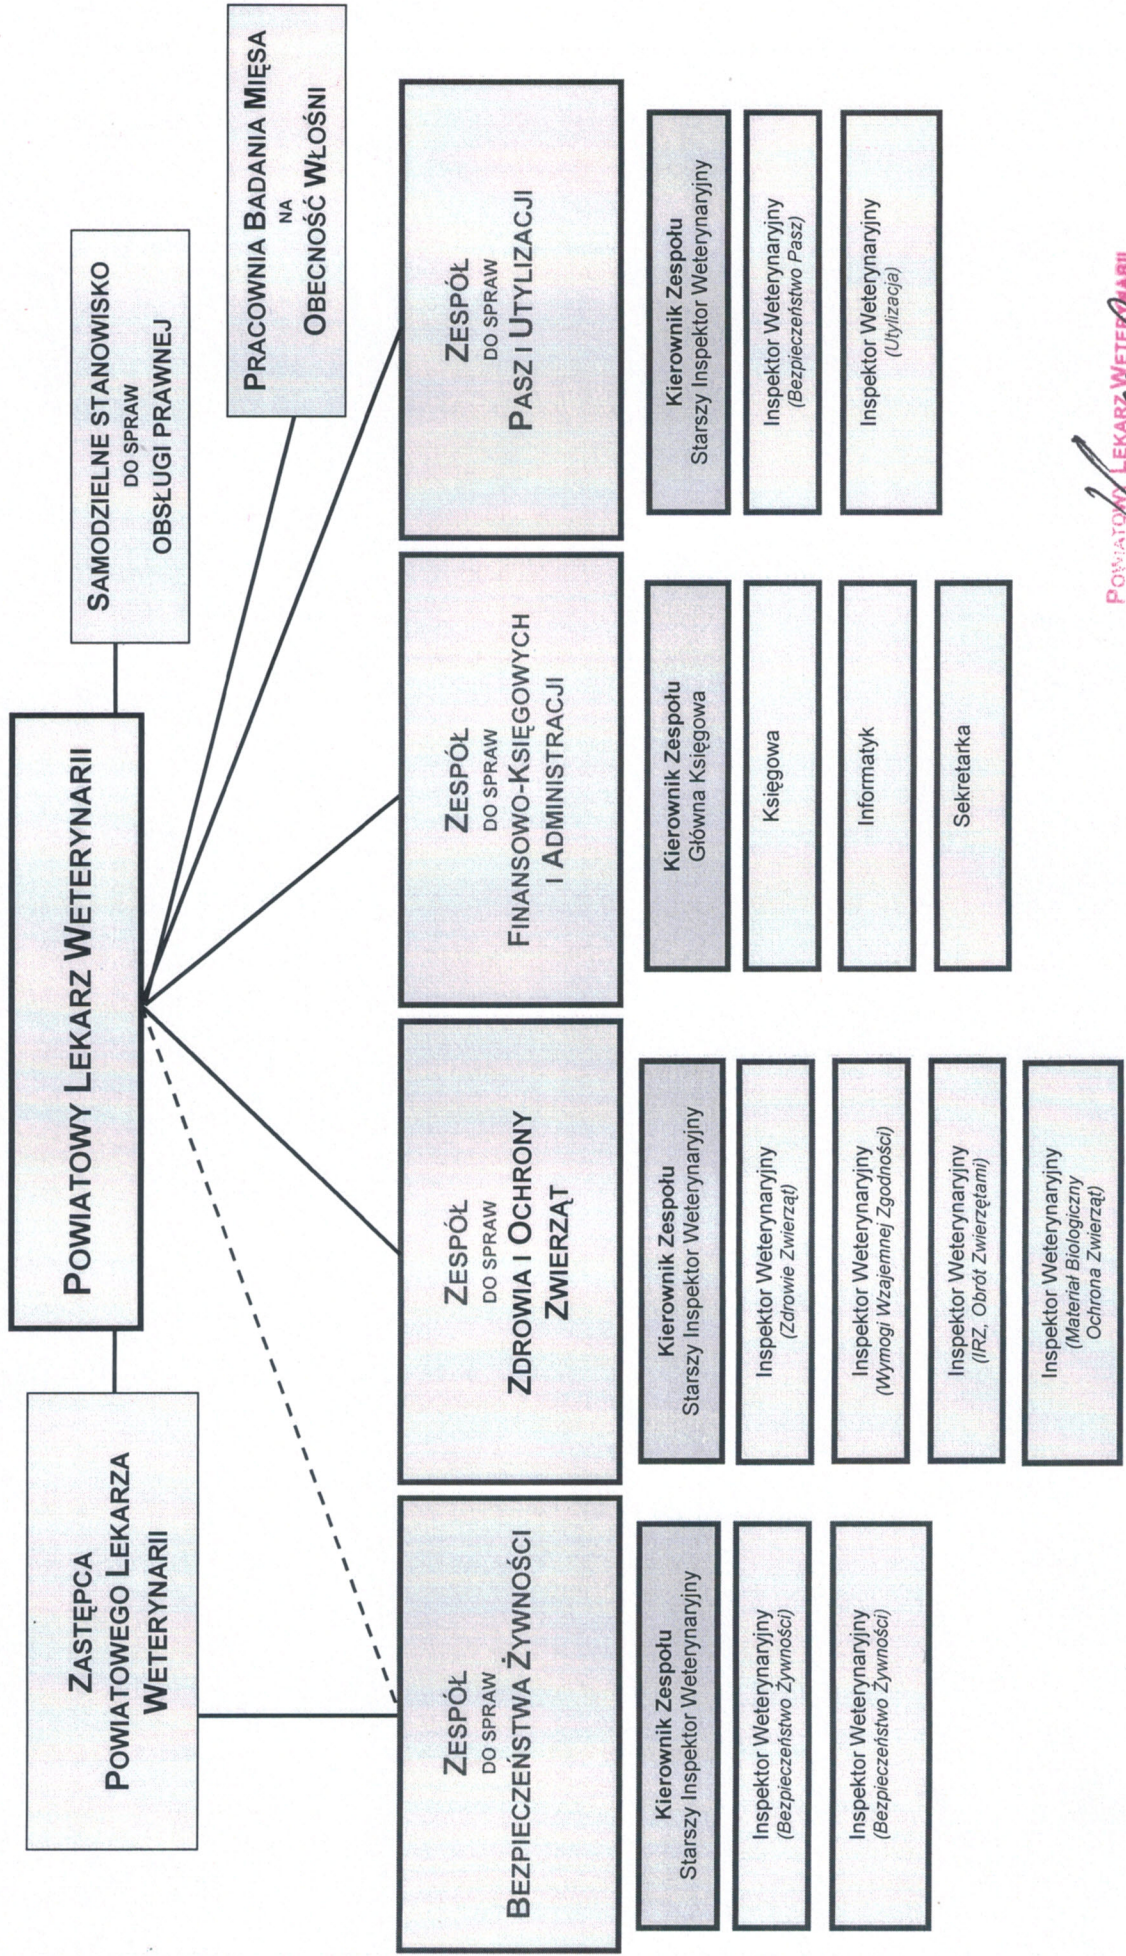 POWIATOWY LEKARZ WETERYNARII
ZASTĘPCA
POWIATOWEGO LEKARZA
WETERYNARII
SAMODZIELNE STANOWISKO
DO SPRAW
OBSŁUGI PRAWNEJ
PRACOWNIA BADANIA MIĘSA
NA
OBECNOŚĆ WŁOŚNI
ZESPÓŁ
DO SPRAW
BEZPIECZEŃSTWA ŻYWNOŚCI
Kierownik Zespołu
Starszy Inspektor Weterynaryjny
Inspektor Weterynaryjny
(Bezpieczeństwo Żywności)
Inspektor Weterynaryjny
(Bezpieczeństwo Żywności)
ZESPÓŁ
DO SPRAW
ZDROWIA I OCHRONY
ZWIERZĄT
Kierownik Zespołu
Starszy Inspektor Weterynaryjny
Inspektor Weterynaryjny
(Zdrowie Zwierząt)
Inspektor Weterynaryjny
(Wymogi Wzajemnej Zgodności)
Inspektor Weterynaryjny
(IRZ, Obrót Zwierzętami)
Inspektor Weterynaryjny
(Materiał Biologiczny
Ochrona Zwierząt)
ZESPÓŁ
DO SPRAW
FINANSOWO-KSIĘGOWYCH
I ADMINISTRACJI
Kierownik Zespołu
Główna Księgowa
Księgowa
Informatyk
Sekretarka
ZESPÓŁ
DO SPRAW
PASZ I UTYLIZACJI
Kierownik Zespołu
Starszy Inspektor Weterynaryjny
Inspektor Weterynaryjny
(Bezpieczeństwo Pasz)
Inspektor Weterynaryjny
(Utylizacja)
POWIATOWY LEKARZ WETERYNARII